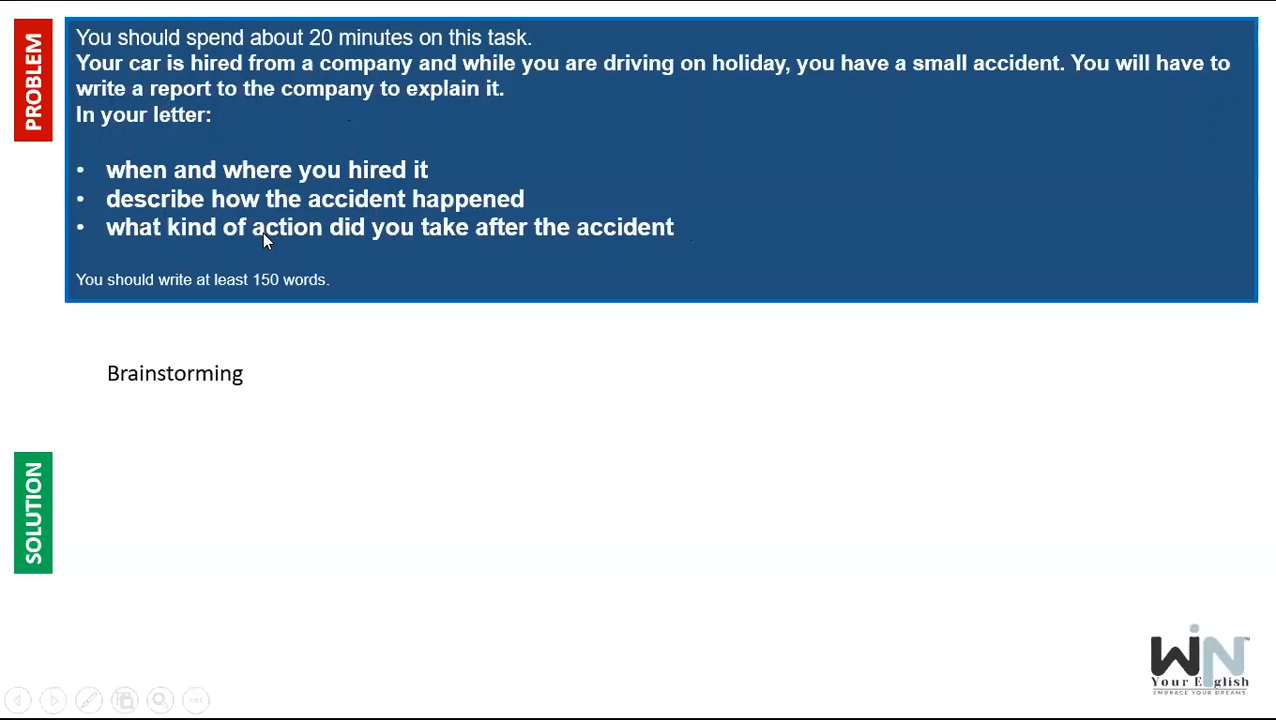 PROBLEM
You should spend about 20 minutes on this task.
Your car is hired from a company and while you are driving on holiday, you have a small accident. You will have to
write a report to the company to explain it.
In your letter:
• when and where you hired it
• describe how the accident happened
• what kind of action did you take after the accident
You should write at least 150 words.
Brainstorming
SOLUTION
WiN
Your English
EMBRACE YOUR DREAMS